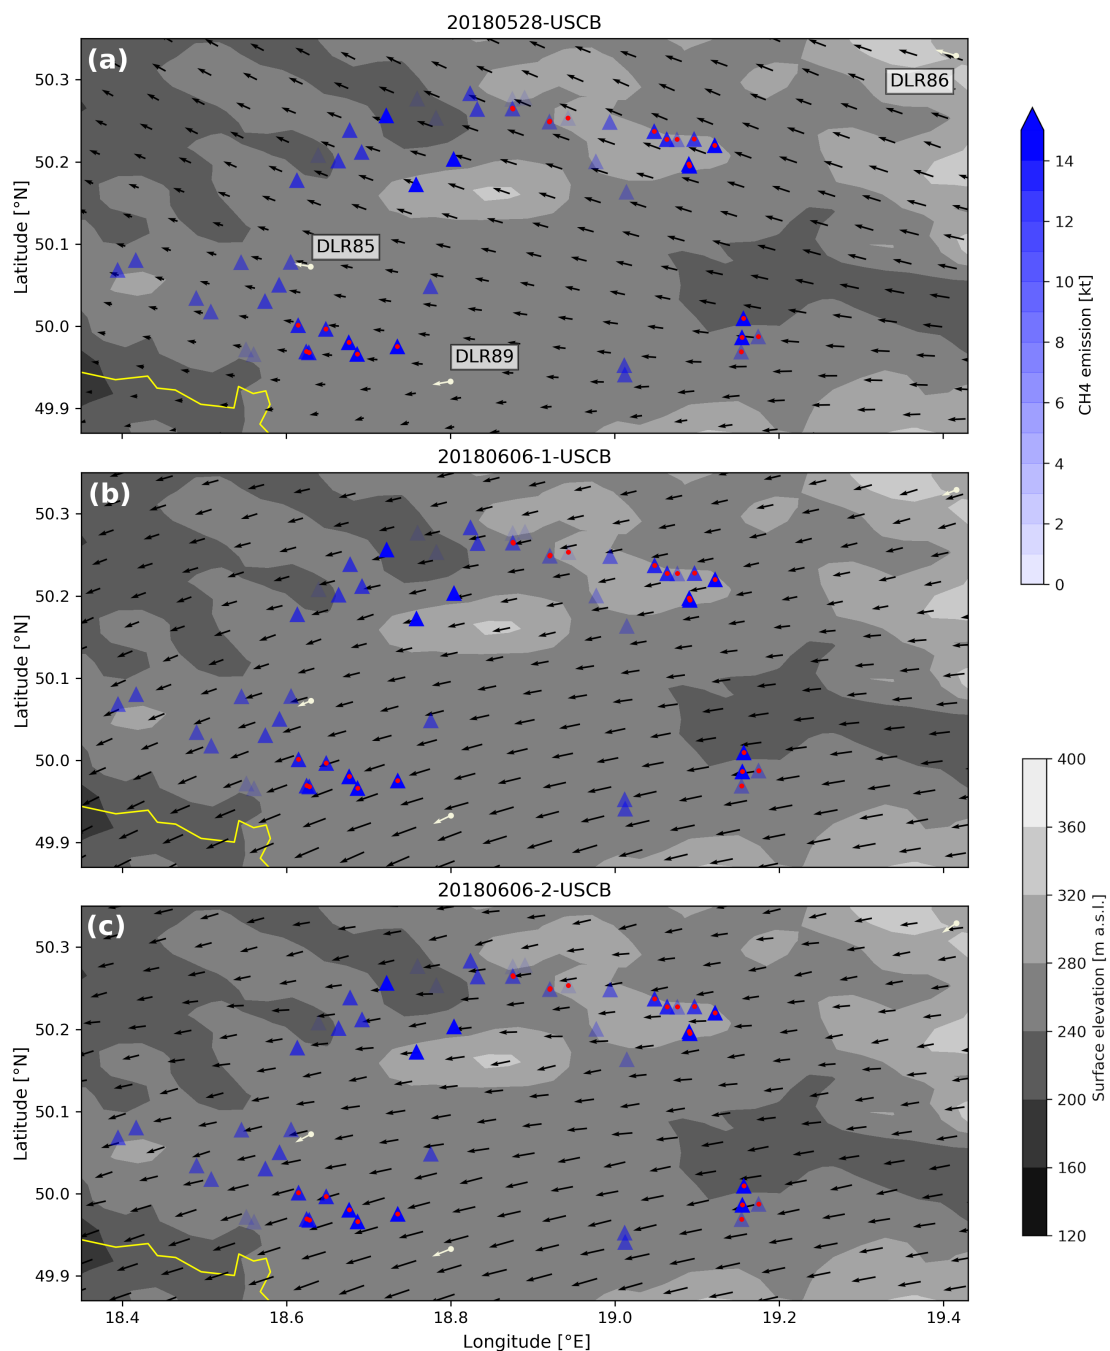 20180528-USCB
(a)
DLR86
DLR85
DLR89
50.3
50.2
50.1
50.0
49.9
Latitude [°N]
20180606-1-USCB
(b)
50.3
50.2
50.1
50.0
49.9
Latitude [°N]
20180606-2-USCB
(c)
50.3
50.2
50.1
50.0
49.9
Latitude [°N]
18.4 18.6 18.8 19.0 19.2 19.4
Longitude [°E]
14
12
10
8
6
4
2
0
CH4 emission [kt]
400
360
320
280
240
200
160
120
Surface elevation [m a.s.l.]